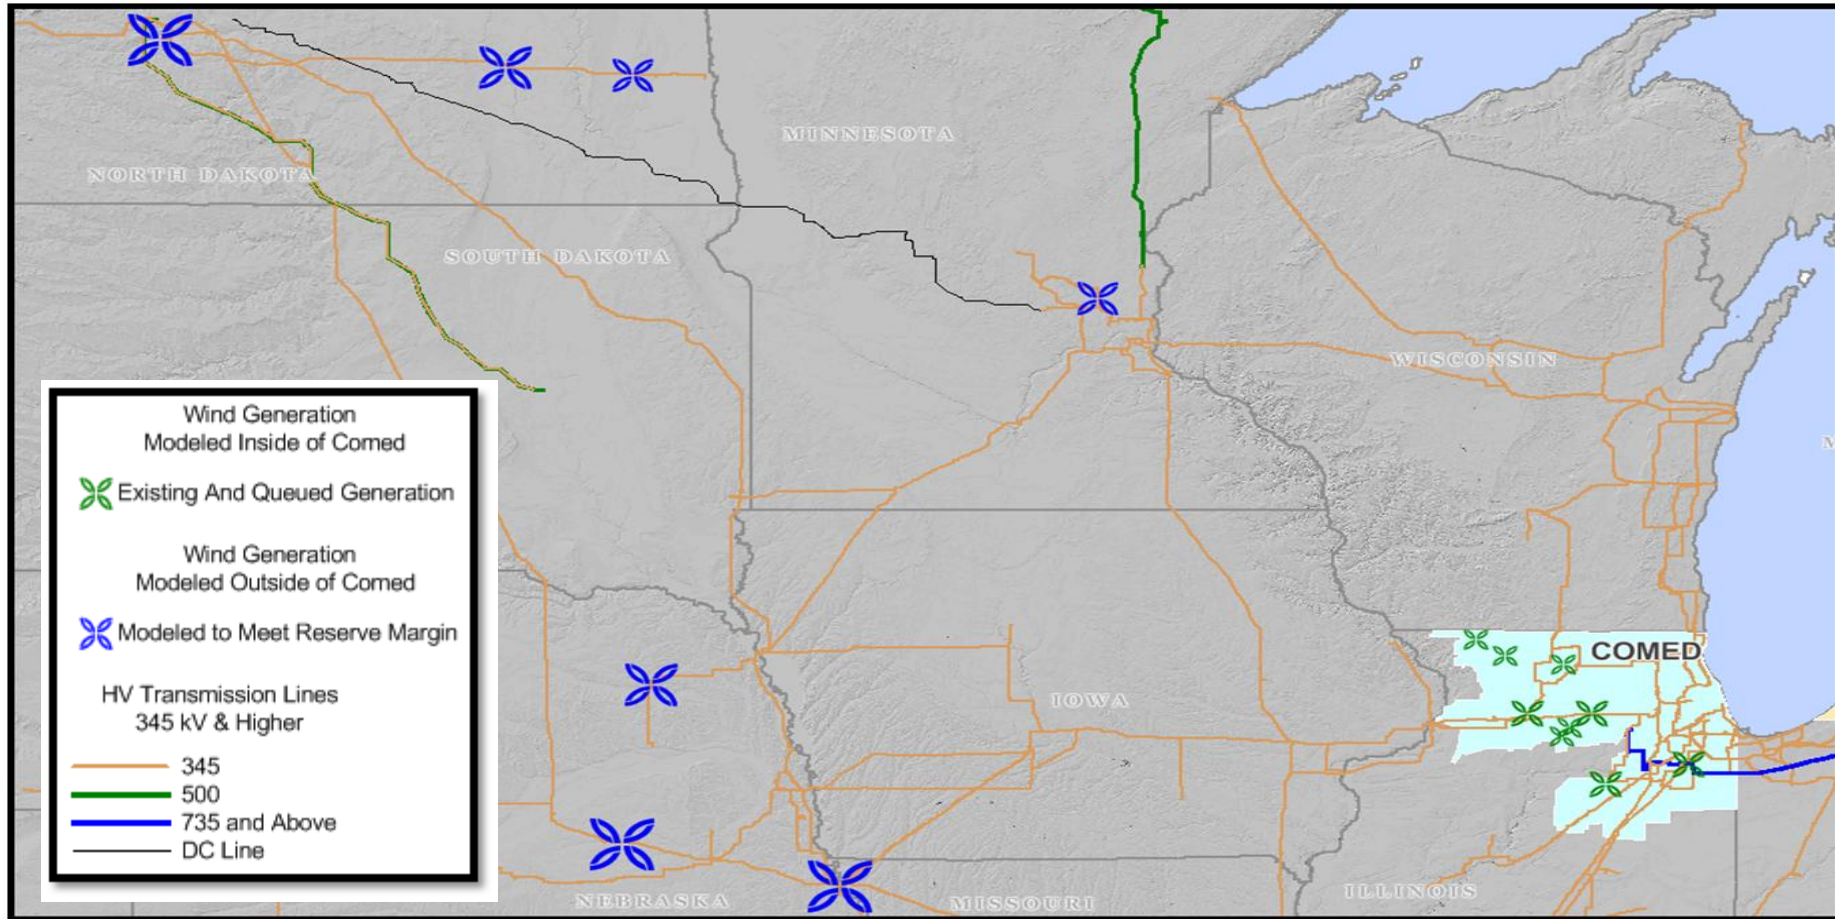 MINNESOTA
NORTH DAKOTA
SOUTH DAKOTA
WISCONSIN
Wind Generation
Modeled Inside of Comed
Existing And Queued Generation
Wind Generation
Modeled Outside of Comed
Modeled to Meet Reserve Margin
HV Transmission Lines
345 kV & Higher
345
500
735 and Above
DC Line
COMED
IOWA
NEBRASKA
MISSOURI
ILLINOIS
M